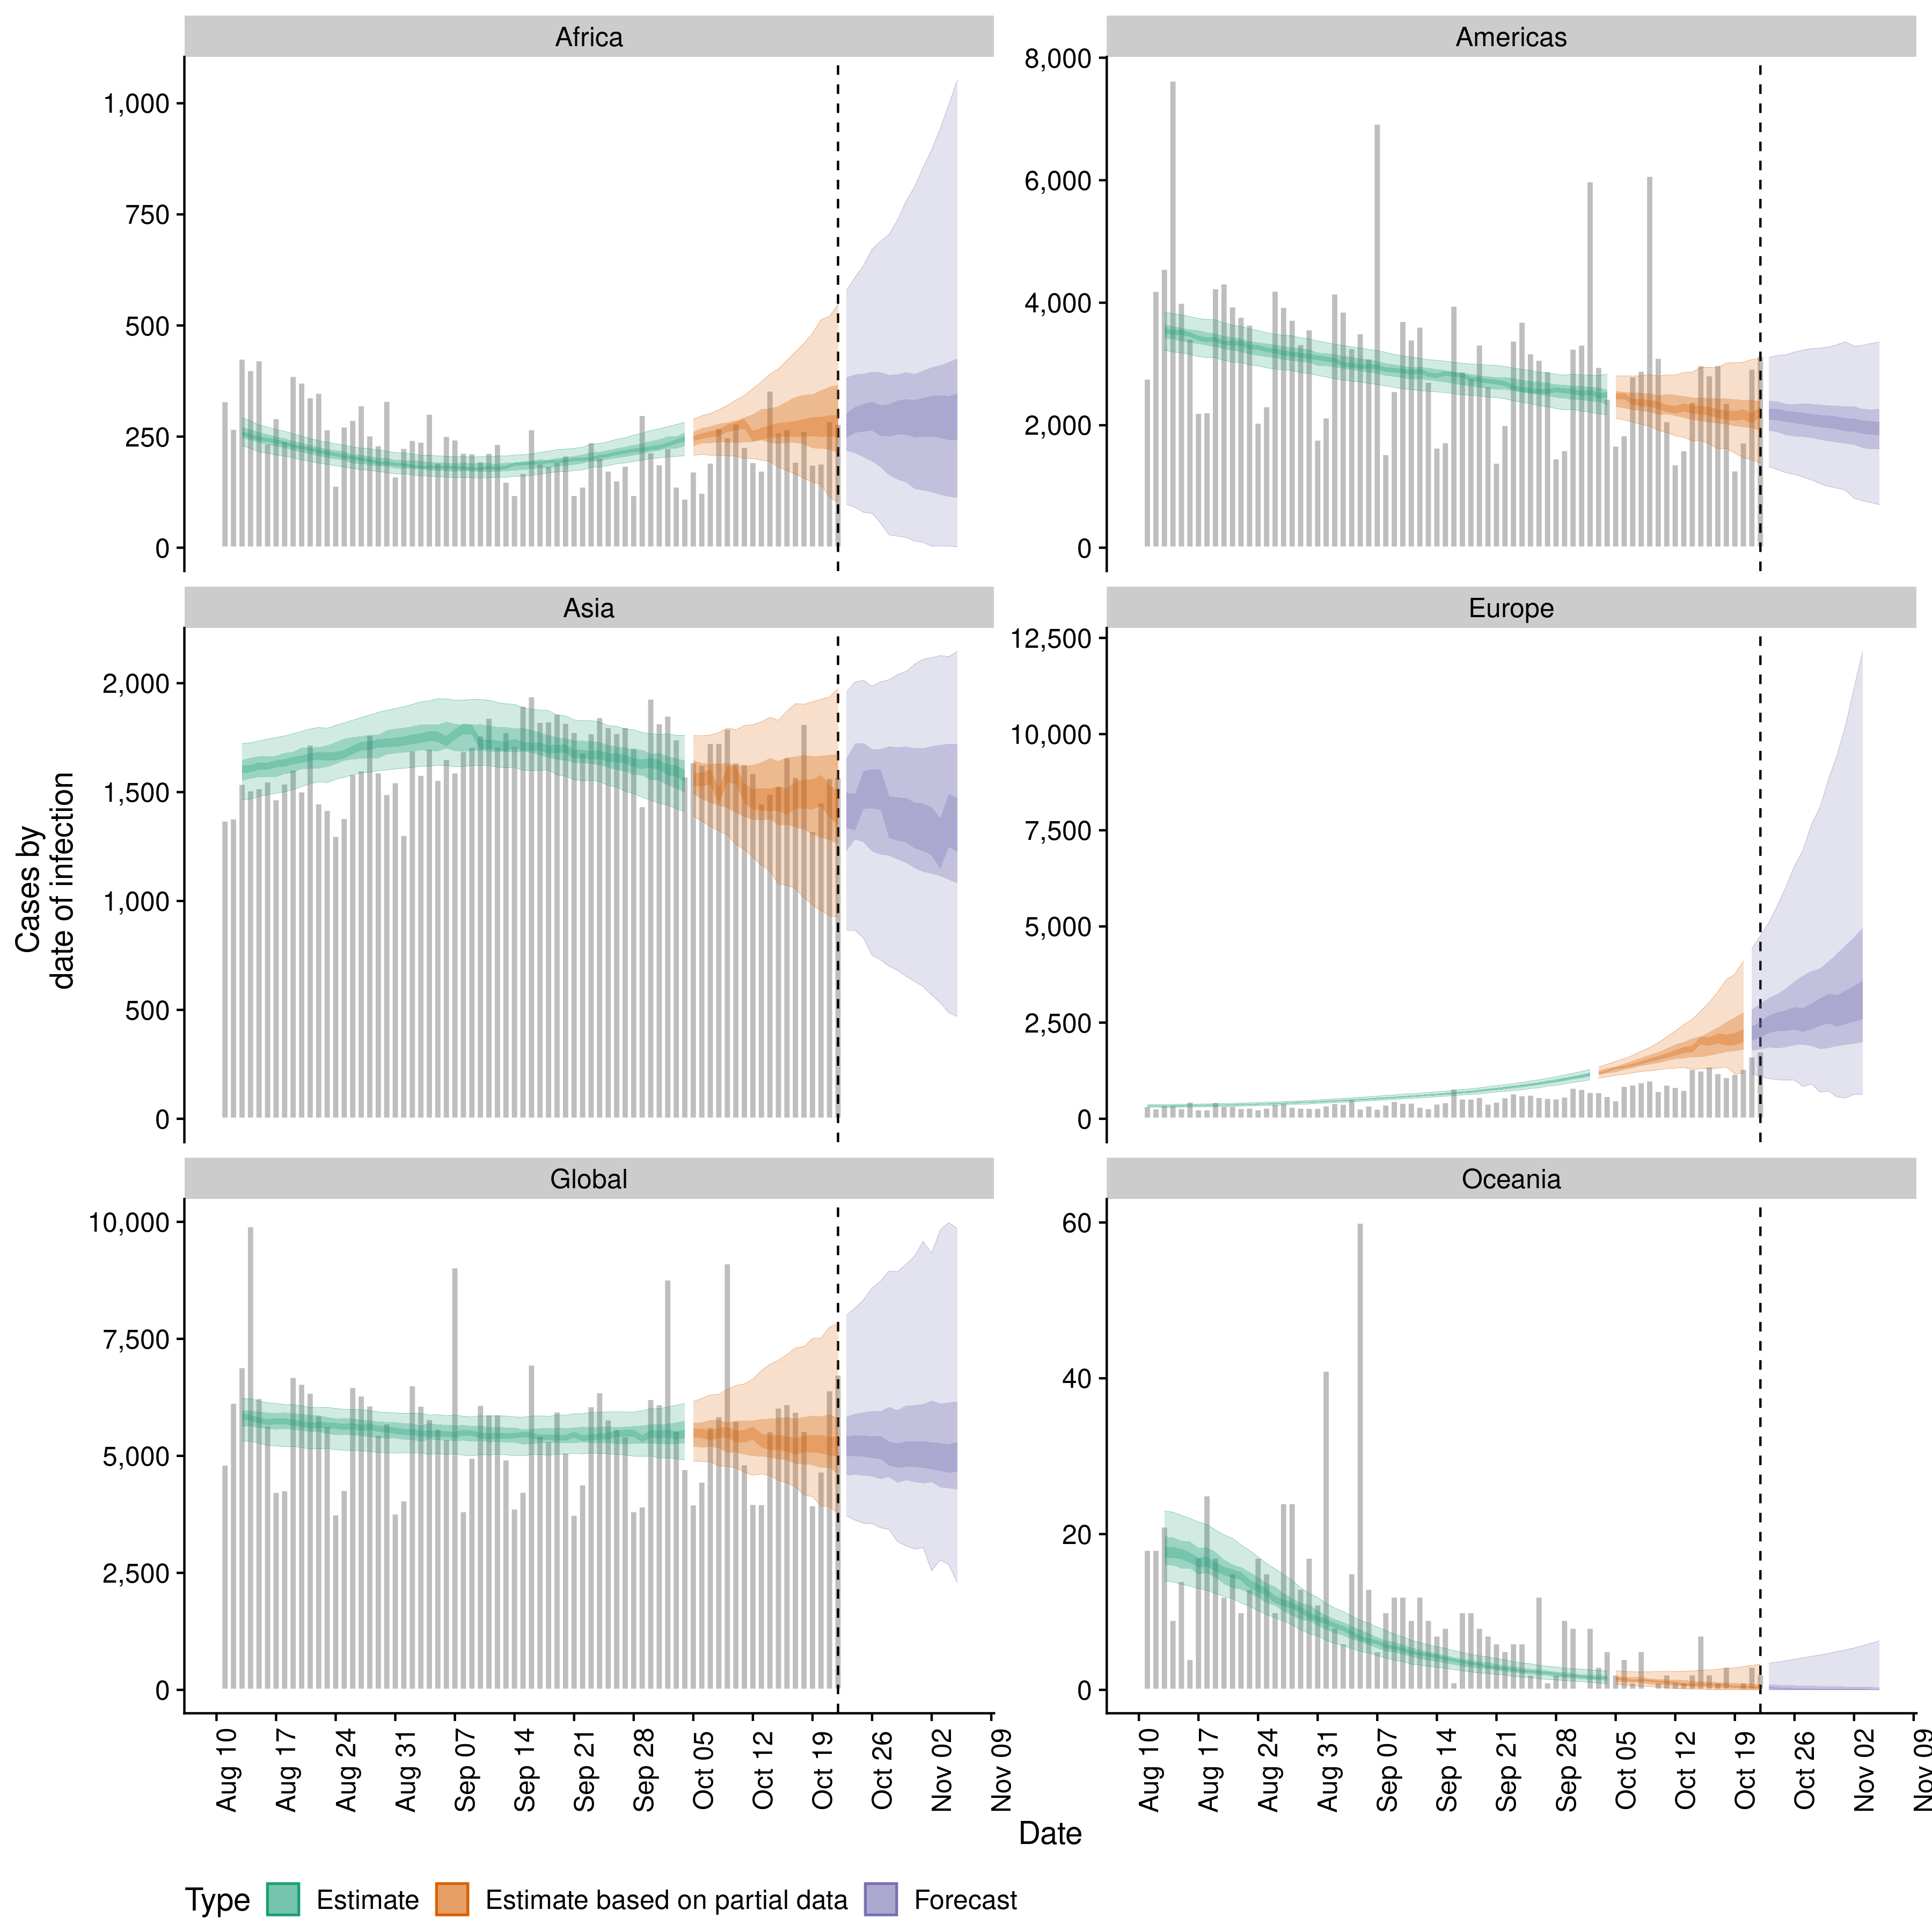 Africa
Americas
1,000
750
500
250
0
8,000
6,000
4,000
2,000
0
Asia
Europe
2,000
1,500
1,000
500
0
12,500
10,000
7,500
5,000
2,500
0
Cases by
date of infection
Global
Oceania
10,000
7,500
5,000
2,500
0
60
40
20
0
Aug 10
Aug 17
Aug 24
Aug 31
Sep 07
Sep 14
Sep 21
Sep 28
Oct 05
Oct 12
Oct 19
Oct 26
Nov 02
Nov 09
Aug 10
Aug 17
Aug 24
Aug 31
Sep 07
Sep 14
Sep 21
Sep 28
Oct 05
Oct 12
Oct 19
Oct 26
Nov 02
Nov 09
Date
Type Estimate Estimate based on partial data Forecast